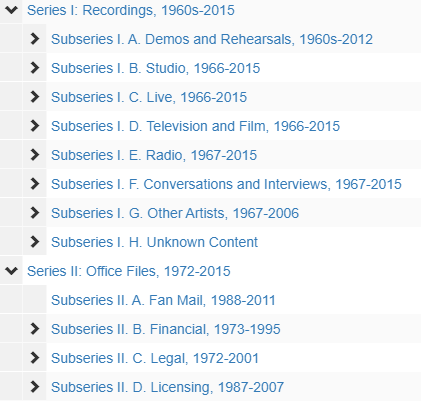 Series I: Recordings, 1960s-2015
Subseries I. A. Demos and Rehearsals, 1960s-2012
Subseries I. B. Studio, 1966-2015
Subseries I. C. Live, 1966-2015
Subseries I. D. Television and Film, 1966-2015
Subseries I. E. Radio, 1967-2015
Subseries I. F. Conversations and Interviews, 1967-2015
Subseries I. G. Other Artists, 1967-2006
Subseries I. H. Unknown Content
Series II: Office Files, 1972-2015
Subseries II. A. Fan Mail, 1988-2011
Subseries II. B. Financial, 1973-1995
Subseries II. C. Legal, 1972-2001
Subseries II. D. Licensing, 1987-2007